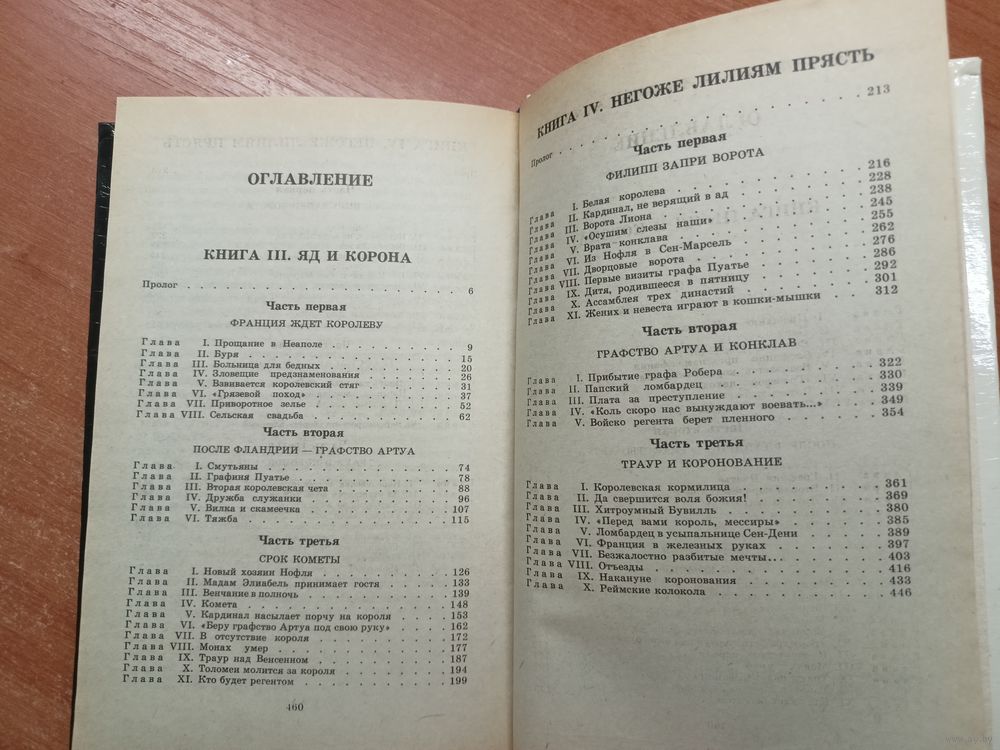 ОГЛАВЛЕНИЕ
КНИГА III. ЯД И КОРОНА
Пролог . . . 6
Часть первая
ФРАНЦИЯ ЖДЕТ КОРОЛЕВУ
Глава I. Прощание в Неаполе . . . 9
Глава II. Буря . . . 15
Глава III. Больница для бедных . . . 20
Глава IV. Зловещие предзнаменования . . . 26
Глава V. Взвивается королевский стяг . . . 31
Глава VI. «Грязевой поход» . . . 37
Глава VII. Приворотное зелье . . . 52
Глава VIII. Сельская свадьба . . . 62
Часть вторая
ПОСЛЕ ФЛАНДРИИ — ГРАФСТВО АРТУА
Глава I. Смутьяны . . . 74
Глава II. Графиня Пуатье . . . 78
Глава III. Вторая королевская чета . . . 88
Глава IV. Дружба служанки . . . 96
Глава V. Вилка и скамеечка . . . 107
Глава VI. Тяжба . . . 115
Часть третья
СРОК КОМЕТЫ
Глава I. Новый хозяин Нофля . . . 126
Глава II. Мадам Элиабель принимает гостя . . . 133
Глава III. Венчание в полночь . . . 139
Глава IV. Комета . . . 148
Глава V. Кардинал насылает порчу на короля . . . 153
Глава VI. «Беру графство Артуа под свою руку» . . . 162
Глава VII. В отсутствие короля . . . 172
Глава VIII. Монах умер . . . 177
Глава IX. Траур над Венсенном . . . 187
Глава X. Толомеи молится за короля . . . 194
Глава XI. Кто будет регентом . . . 199
460
КНИГА IV. НЕГОЖЕ ЛИЛИЯМ ПРЯСТЬ
Пролог . . . 213
Часть первая
ФИЛИПП ЗАПРИ ВОРОТА
Глава I. Белая королева . . . 216
Глава II. Кардинал, не верящий в ад . . . 228
Глава III. Ворота Лиона . . . 238
Глава IV. «Осушим слезы наши» . . . 245
Глава V. Врата конклава . . . 255
Глава VI. Из Нофля в Сен-Марсель . . . 262
Глава VII. Дворцовые ворота . . . 276
Глава VIII. Первые визиты графа Пуатье . . . 286
Глава IX. Дитя, родившееся в пятницу . . . 292
Глава X. Ассамблея трех династий . . . 301
Глава XI. Жених и невеста играют в кошки-мышки . . . 312
Часть вторая
ГРАФСТВО АРТУА И КОНКЛАВ
Глава I. Прибытие графа Робера . . . 322
Глава II. Папский ломбардец . . . 330
Глава III. Плата за преступление . . . 339
Глава IV. «Коль скоро нас вынуждают воевать...» . . . 349
Глава V. Войско регента берет пленного . . . 354
Часть третья
ТРАУР И КОРОНОВАНИЕ
Глава I. Королевская кормилица . . . 361
Глава II. Да свершится воля божия! . . . 369
Глава III. Хитроумный Бувилль . . . 380
Глава IV. «Перед вами король, мессиры» . . . 385
Глава V. Ломбардец в усыпальнице Сен-Дени . . . 389
Глава VI. Франция в железных руках . . . 397
Глава VII. Безжалостно разбитые мечты... . . . 403
Глава VIII. Отъезды . . . 416
Глава IX. Накануне коронования . . . 433
Глава X. Реймские колокола . . . 446
www.ay.by